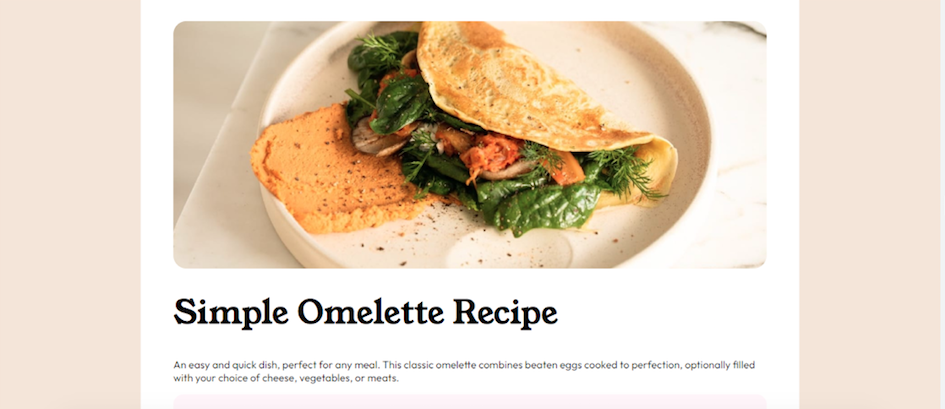 Simple Omelette Recipe
An easy and quick dish, perfect for any meal. This classic omelette combines beaten eggs cooked to perfection, optionally filled
with your choice of cheese, vegetables, or meats.